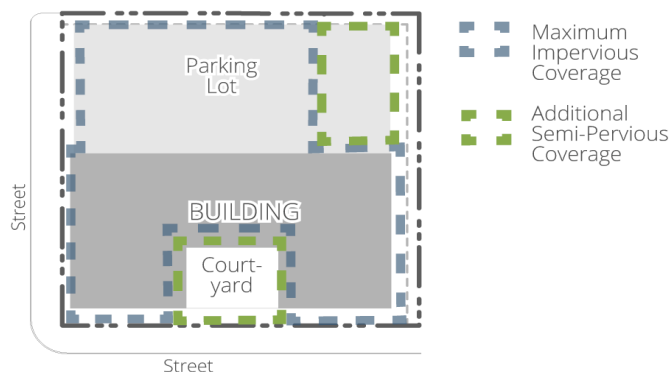 Parking
Lot
Maximum
Impervious
Coverage
Additional
Semi-Pervious
Coverage
Street
BUILDING
Court-
yard
Street